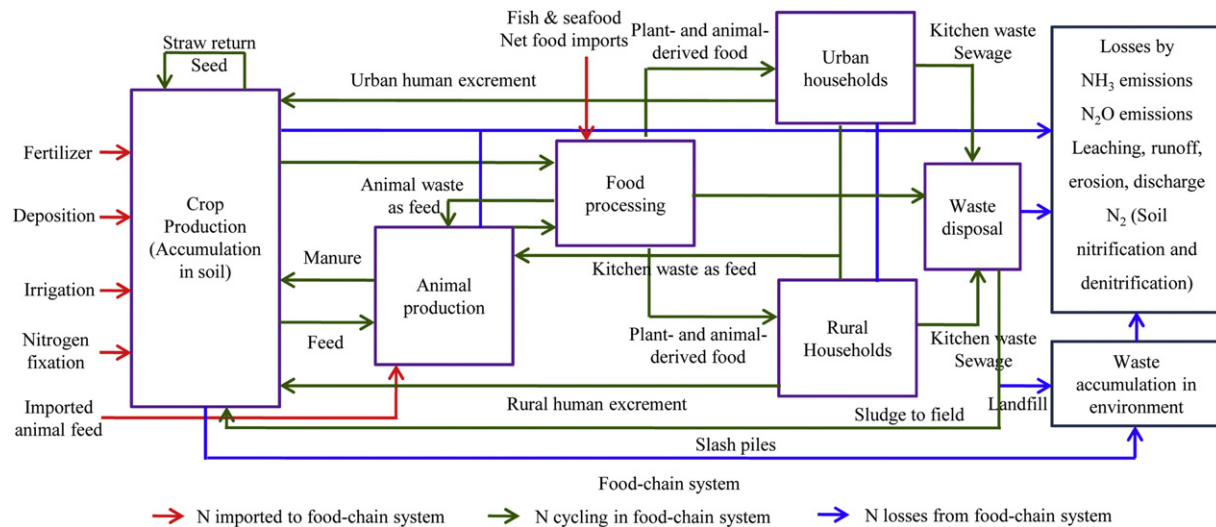 Fish & seafood
Net food imports
Plant- and animal-
derived food
Urban
households
Kitchen waste
Sewage
Losses by
NH₃ emissions
N₂O emissions
Leaching, runoff,
erosion, discharge
N₂ (Soil
nitrification and
denitrification)
Straw return
Seed
Urban human excrement
Fertilizer
Deposition
Irrigation
Nitrogen
fixation
Imported
animal feed
Crop
Production
(Accumulation
in soil)
Animal waste
as feed
Food
processing
Waste
disposal
Manure
Animal
production
Kitchen waste as feed
Feed
Plant- and animal-
derived food
Rural
Households
Kitchen waste
Sewage
Waste
accumulation in
environment
Rural human excrement
Landfill
Sludge to field
Slash piles
Food-chain system
N imported to food-chain system
N cycling in food-chain system
N losses from food-chain system